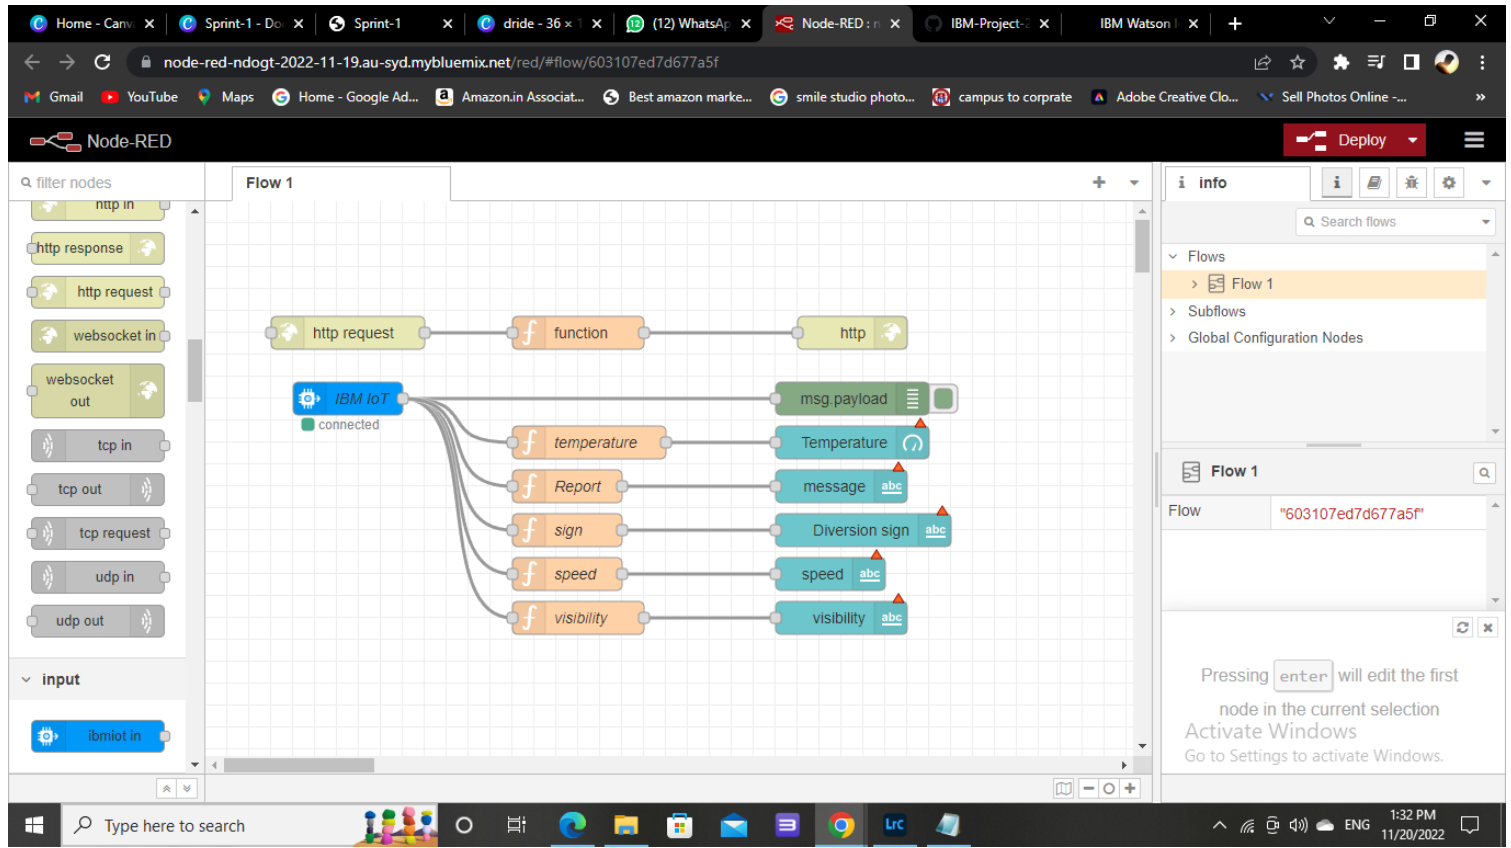 Home - Canv
Sprint-1 - Do
Sprint-1
dride - 36 × 1
(12) WhatsAp
Node-RED : n
IBM-Project-2
IBM Watson I
node-red-ndogt-2022-11-19.au-syd.mybluemix.net/red/#flow/603107ed7d677a5f
Gmail
YouTube
Maps
Home - Google Ad...
Amazon.in Associat...
Best amazon marke...
smile studio photo...
campus to corprate
Adobe Creative Clo...
Sell Photos Online -...
»
Node-RED
Deploy
filter nodes
Flow 1
i info
i
http in
http response
http request
websocket in
websocket
out
tcp in
tcp out
tcp request
udp in
udp out
input
ibmiot in
http request
function
http
IBM IoT
connected
msg.payload
temperature
Temperature
Report
message
abc
sign
Diversion sign
abc
speed
speed
abc
visibility
visibility
abc
Search flows
Flows
Flow 1
Subflows
Global Configuration Nodes
Flow 1
Flow
"603107ed7d677a5f"
Pressing enter will edit the first
node in the current selection
Activate Windows
Go to Settings to activate Windows.
Type here to search
Lrc
ENG
1:32 PM
11/20/2022